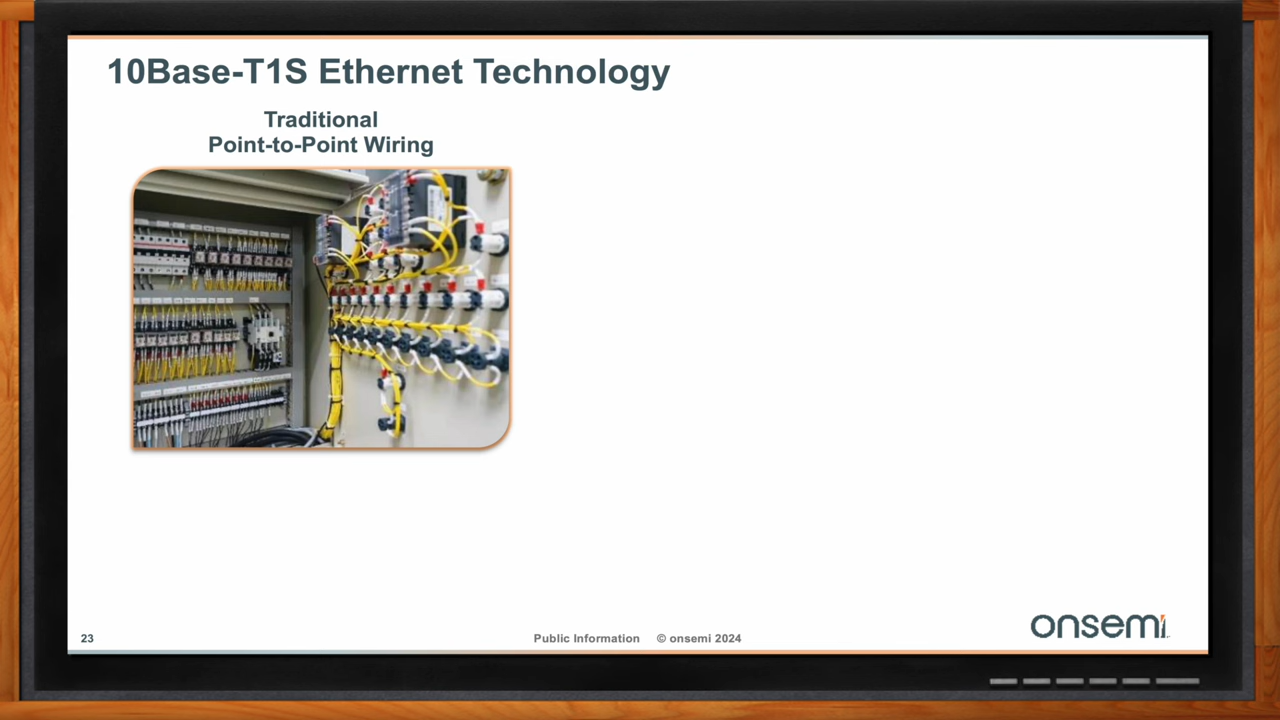 10Base-T1S Ethernet Technology
Traditional
Point-to-Point Wiring
23
Public Information © onsemi 2024
onsemi